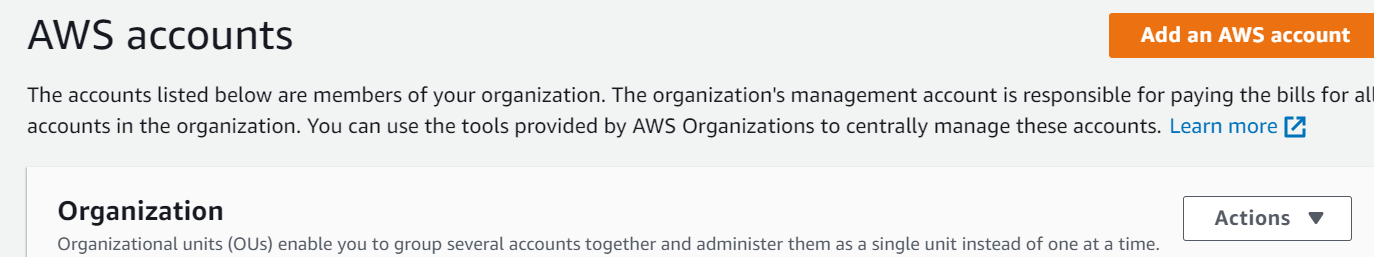 AWS accounts
Add an AWS account
The accounts listed below are members of your organization. The organization's management account is responsible for paying the bills for all
accounts in the organization. You can use the tools provided by AWS Organizations to centrally manage these accounts. Learn more
Organization
Actions
Organizational units (OUs) enable you to group several accounts together and administer them as a single unit instead of one at a time.